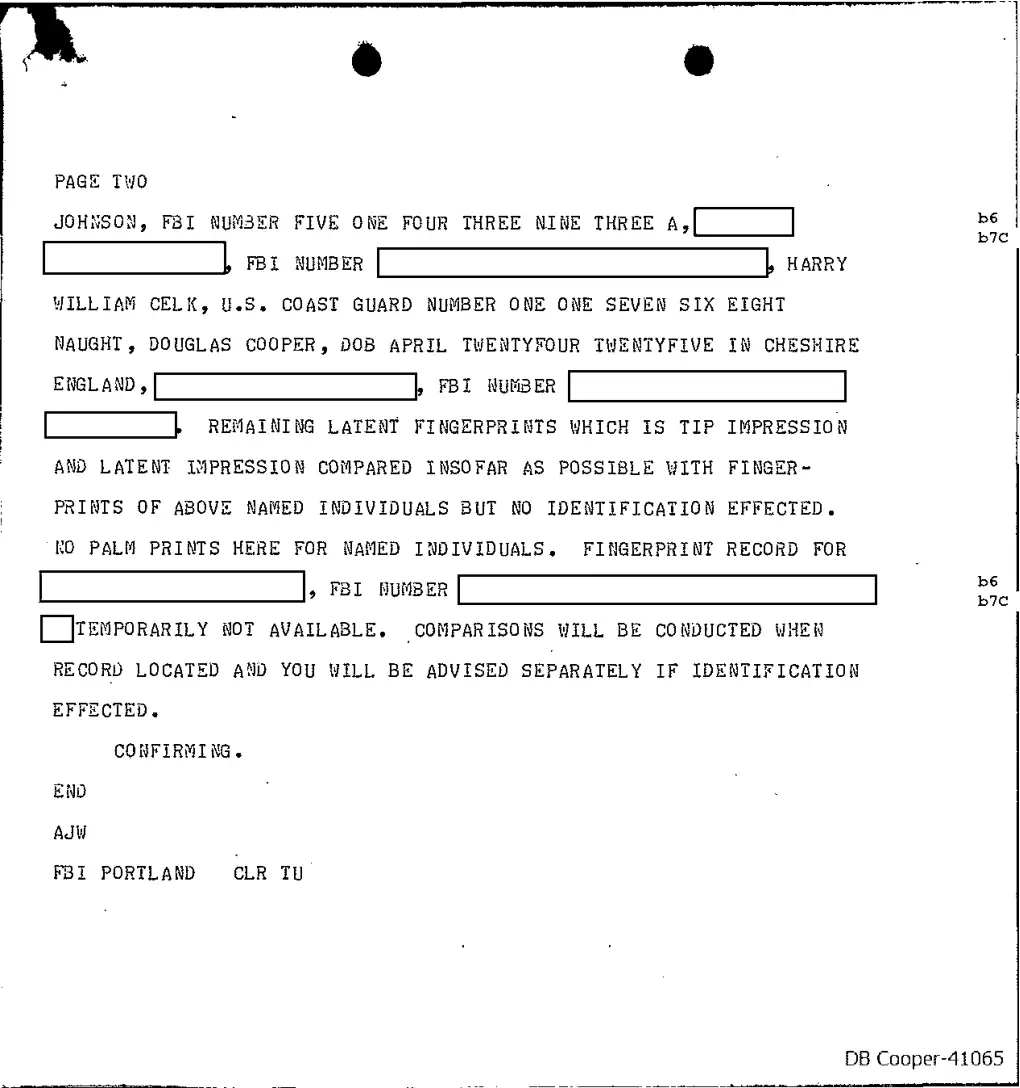 PAGE TWO
JOHNSON, FBI NUMBER FIVE ONE FOUR THREE NINE THREE A,
b6
b7C
, FBI NUMBER , HARRY
WILLIAM CELK, U.S. COAST GUARD NUMBER ONE ONE SEVEN SIX EIGHT
NAUGHT, DOUGLAS COOPER, DOB APRIL TWENTYFOUR TWENTYFIVE IN CHESHIRE
ENGLAND, , FBI NUMBER
. REMAINING LATENT FINGERPRINTS WHICH IS TIP IMPRESSION
AND LATENT IMPRESSION COMPARED INSOFAR AS POSSIBLE WITH FINGER-
PRINTS OF ABOVE NAMED INDIVIDUALS BUT NO IDENTIFICATION EFFECTED.
NO PALM PRINTS HERE FOR NAMED INDIVIDUALS. FINGERPRINT RECORD FOR
, FBI NUMBER
b6
b7C
TEMPORARILY NOT AVAILABLE. COMPARISONS WILL BE CONDUCTED WHEN
RECORD LOCATED AND YOU WILL BE ADVISED SEPARATELY IF IDENTIFICATION
EFFECTED.
CONFIRMING.
END
AJW
FBI PORTLAND CLR TU
DB Cooper-41065